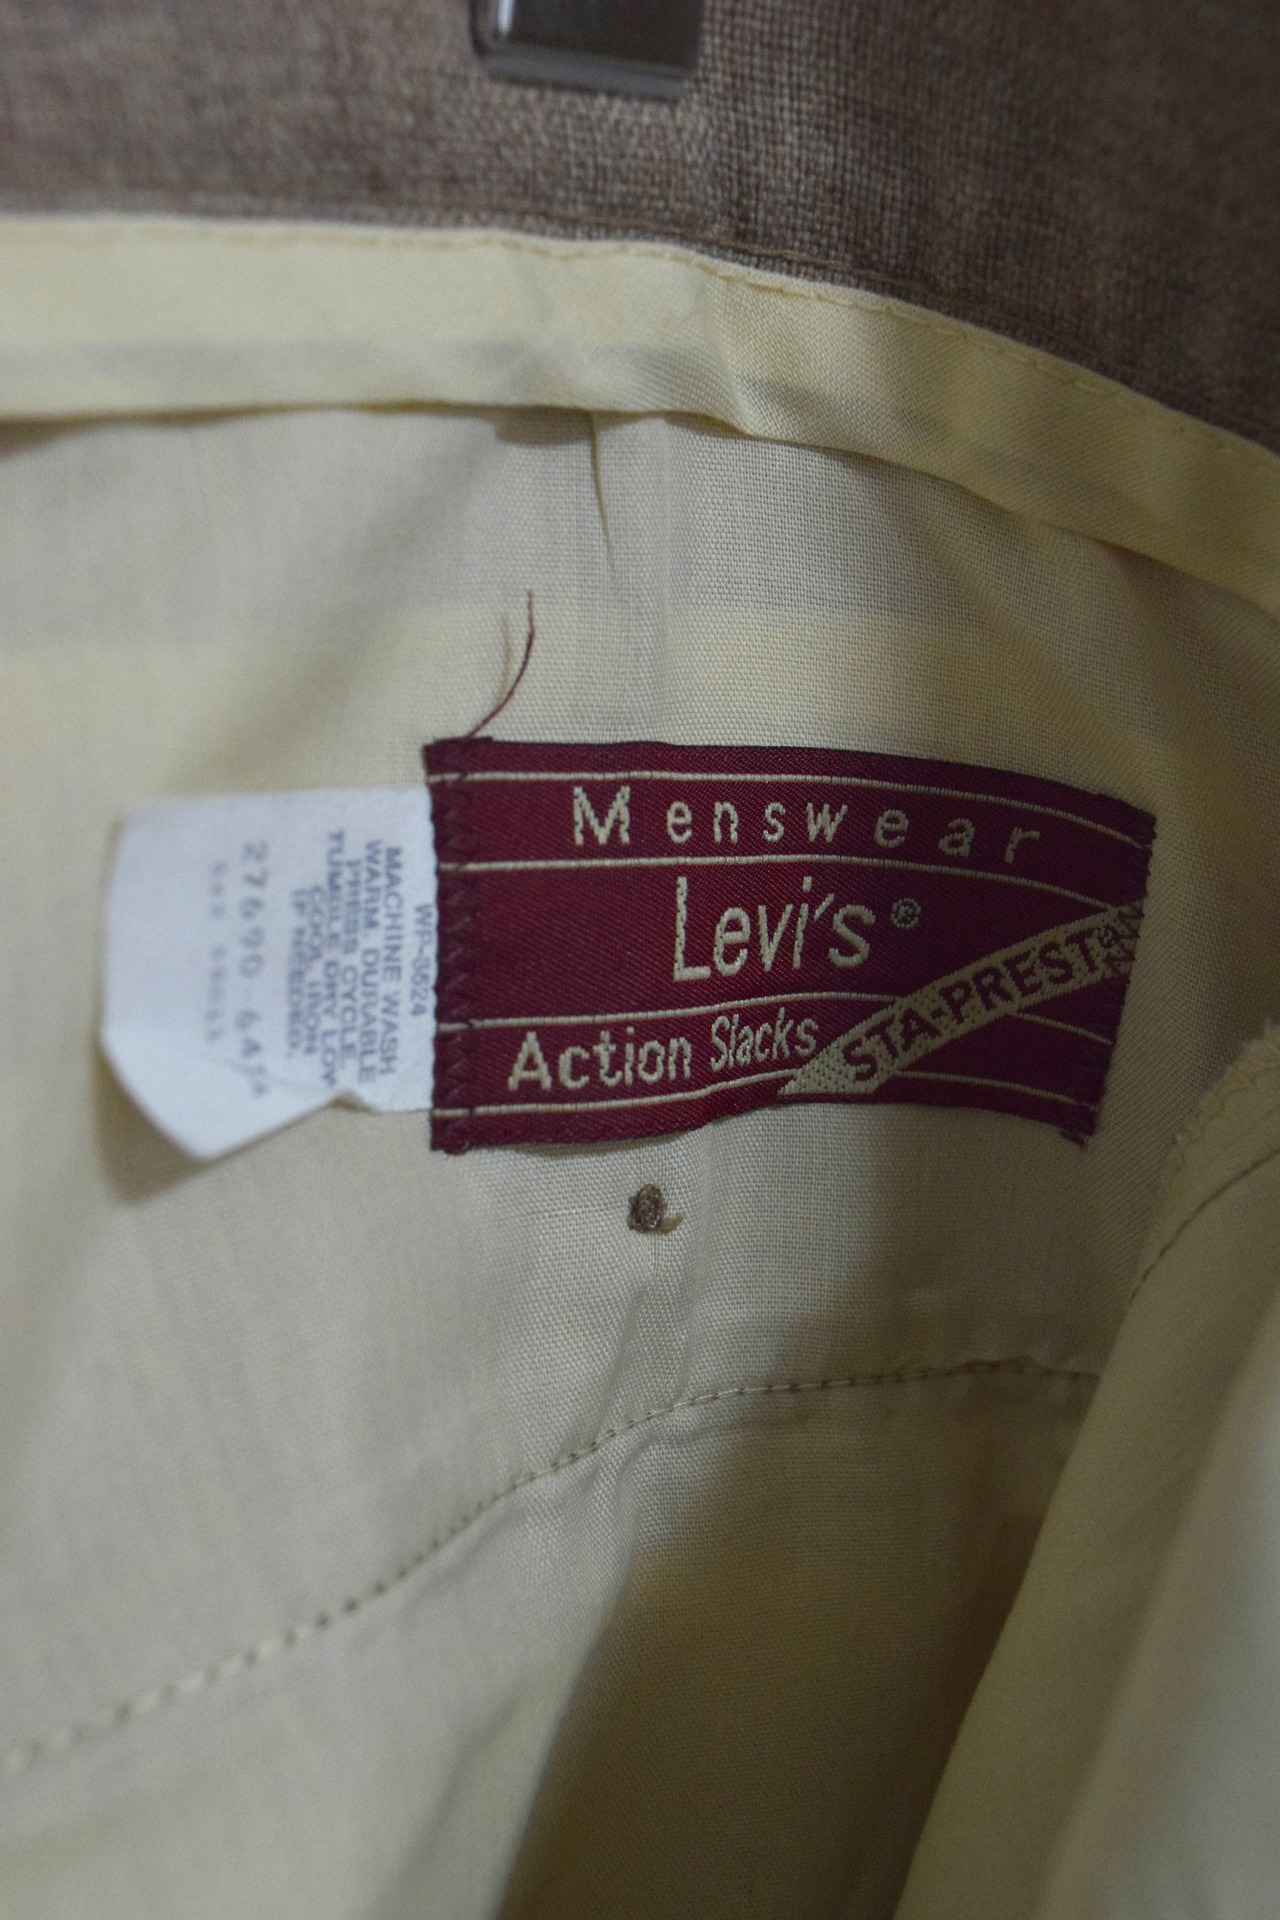 Menswear
Levi's®
Action Slacks
STA-PREST®
WP-3524
MACHINE WASH
WARM, DURABLE
PRESS CYCLE.
TUMBLE DRY LOW
COOL IRON
IF NEEDED.
27690